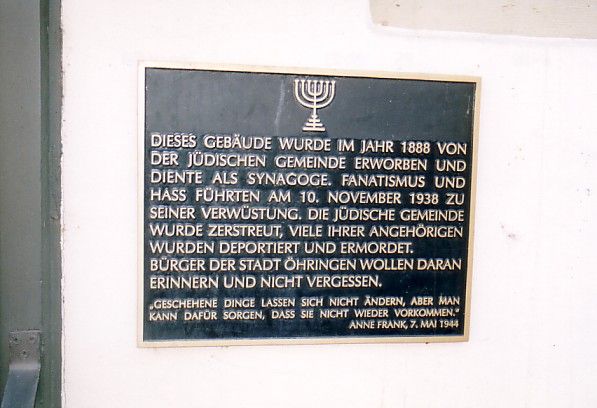 DIESES GEBÄUDE WURDE IM JAHR 1888 VON
DER JÜDISCHEN GEMEINDE ERWORBEN UND
DIENTE ALS SYNAGOGE. FANATISMUS UND
HASS FÜHRTEN AM 10. NOVEMBER 1938 ZU
SEINER VERWÜSTUNG. DIE JÜDISCHE GEMEINDE
WURDE ZERSTREUT, VIELE IHRER ANGEHÖRIGEN
WURDEN DEPORTIERT UND ERMORDET.
BÜRGER DER STADT ÖHRINGEN WOLLEN DARAN
ERINNERN UND NICHT VERGESSEN.
„GESCHEHENE DINGE LASSEN SICH NICHT ÄNDERN, ABER MAN
KANN DAFÜR SORGEN, DASS SIE NICHT WIEDER VORKOMMEN.“
ANNE FRANK, 7. MAI 1944